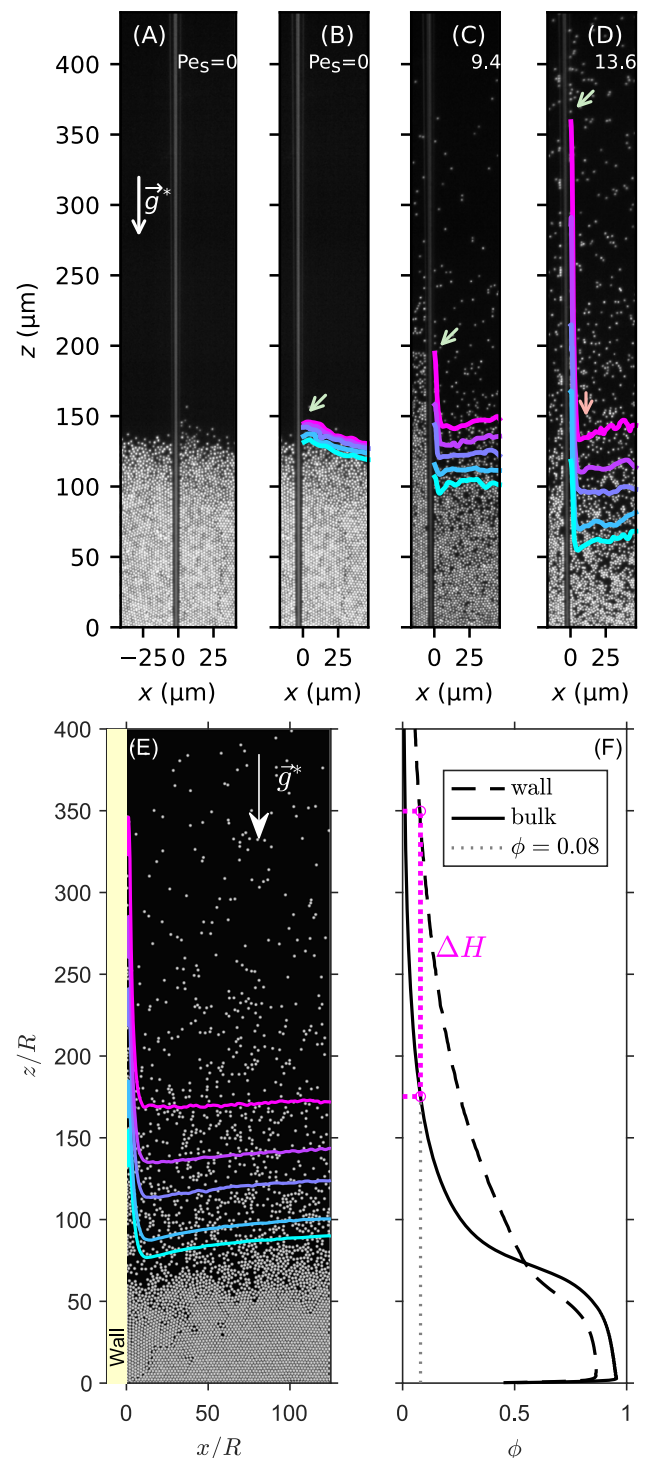 (A)
(B)
(C)
(D)
Pe_S=0
Pe_S=0
9.4
13.6
400
350
300
250
200
150
100
50
0
z (μm)
g⃗*
−25
0
25
0
25
0
25
0
25
x (μm)
x (μm)
x (μm)
x (μm)
(E)
(F)
g⃗*
400
350
300
250
200
150
100
50
0
z/R
Wall
0
50
100
x/R
wall
bulk
ϕ = 0.08
ΔH
0
0.5
1
ϕ